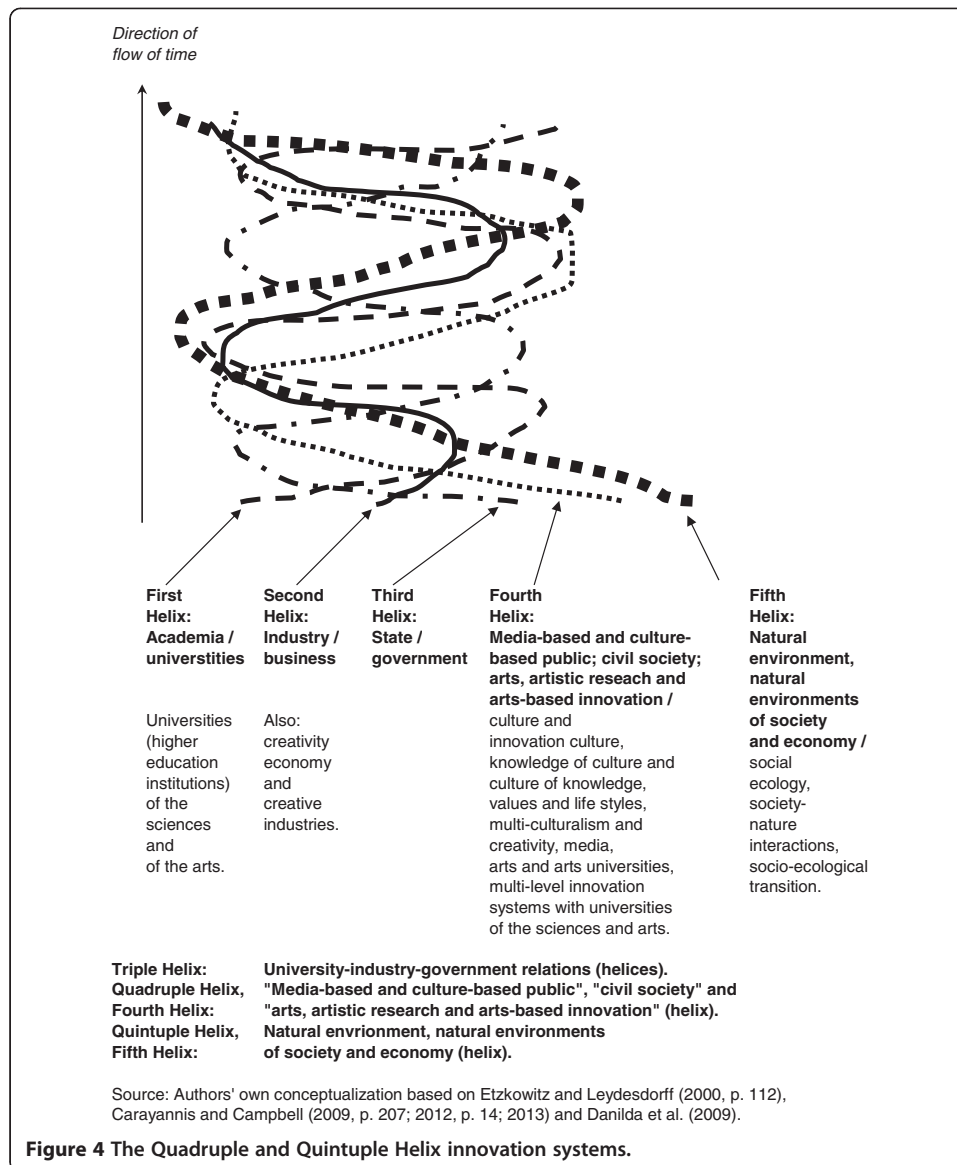 Direction of
flow of time
First
Helix:
Academia /
universtities
Universities
(higher
education
institutions)
of the
sciences
and
of the arts.
Second
Helix:
Industry /
business
Also:
creativity
economy
and
creative
industries.
Third
Helix:
State /
government
Fourth
Helix:
Media-based and culture-
based public; civil society;
arts, artistic reseach and
arts-based innovation /
culture and
innovation culture,
knowledge of culture and
culture of knowledge,
values and life styles,
multi-culturalism and
creativity, media,
arts and arts universities,
multi-level innovation
systems with universities
of the sciences and arts.
Fifth
Helix:
Natural
environment,
natural
environments
of society
and economy /
social
ecology,
society-
nature
interactions,
socio-ecological
transition.
Triple Helix: University-industry-government relations (helices).
Quadruple Helix, "Media-based and culture-based public", "civil society" and
Fourth Helix: "arts, artistic research and arts-based innovation" (helix).
Quintuple Helix, Natural envrionment, natural environments
Fifth Helix: of society and economy (helix).
Source: Authors' own conceptualization based on Etzkowitz and Leydesdorff (2000, p. 112),
Carayannis and Campbell (2009, p. 207; 2012, p. 14; 2013) and Danilda et al. (2009).
Figure 4 The Quadruple and Quintuple Helix innovation systems.